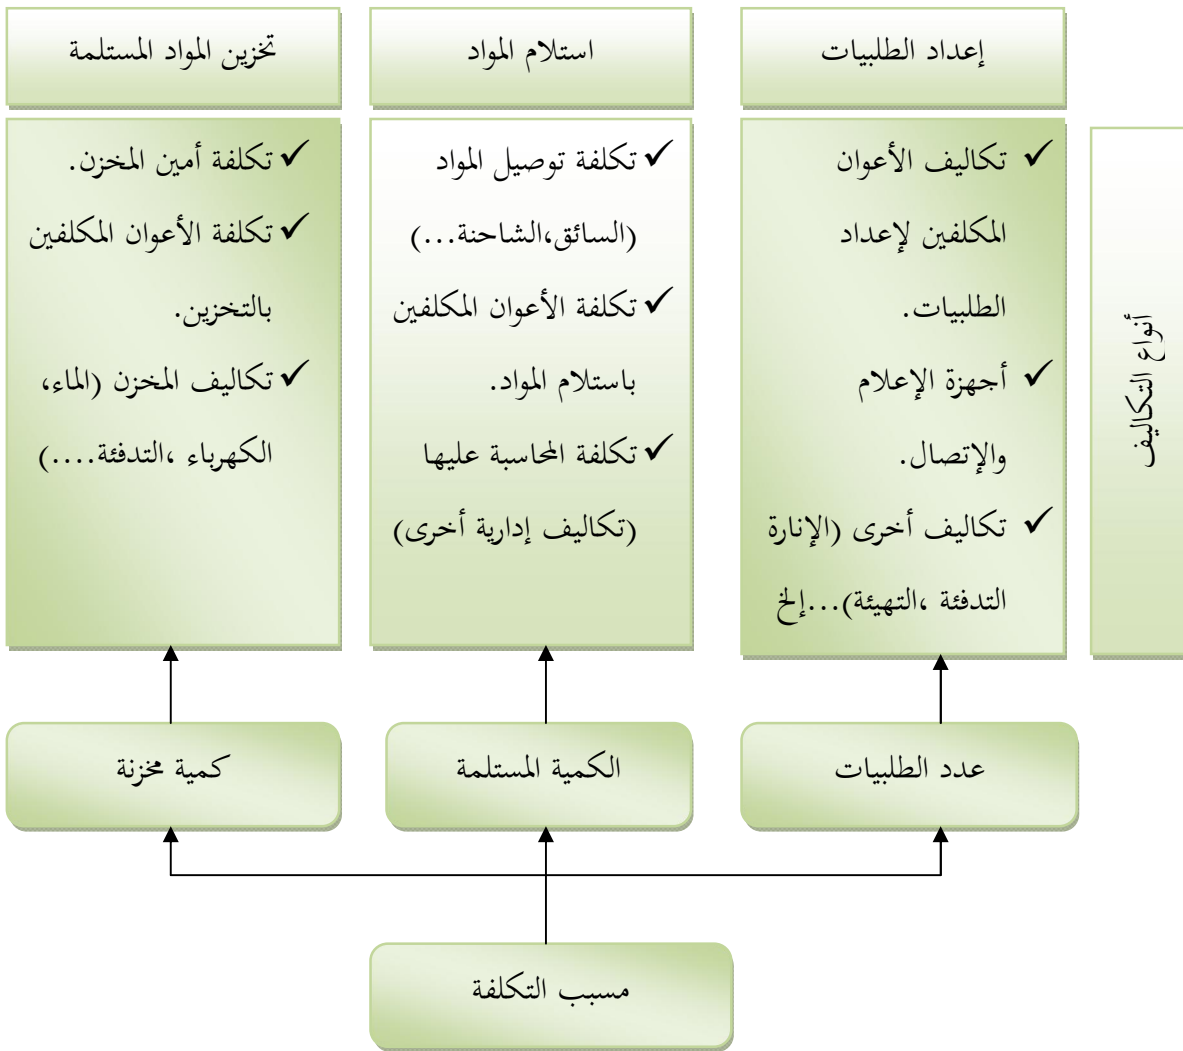 إعداد الطلبيات
استلام المواد
تخزين المواد المستلمة
أنواع التكاليف
✓ تكاليف الأعوان
المكلفين لإعداد
الطلبيات.
✓ أجهزة الإعلام
والإتصال.
✓ تكاليف أخرى (الإنارة
التدفئة ،التهيئة)...إلخ
✓ تكلفة توصيل المواد
(السائق،الشاحنة...)
✓ تكلفة الأعوان المكلفين
باستلام المواد.
✓ تكلفة المحاسبة عليها
(تكاليف إدارية أخرى)
✓ تكلفة أمين المخزن.
✓ تكلفة الأعوان المكلفين
بالتخزين.
✓ تكاليف المخزن (الماء،
الكهرباء ،التدفئة....)
عدد الطلبيات
الكمية المستلمة
كمية مخزنة
مسبب التكلفة